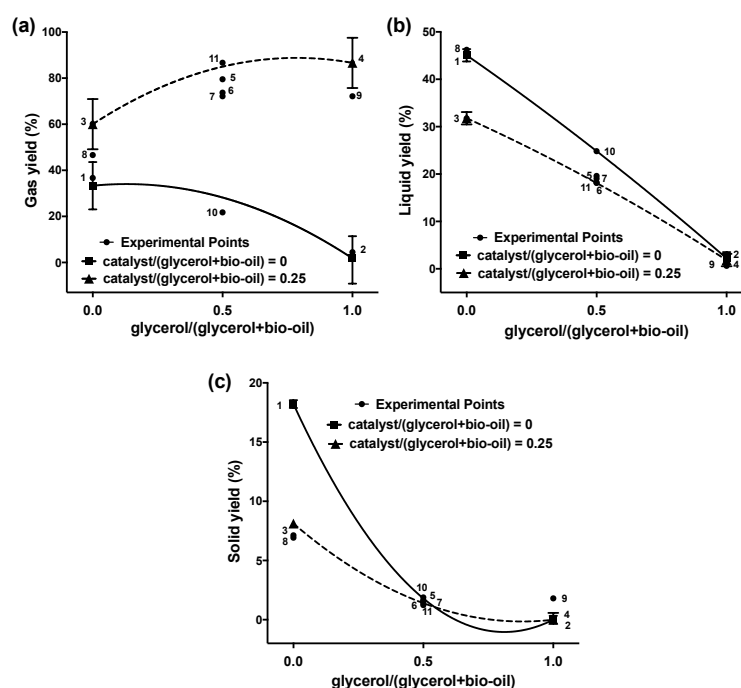 (a)
100
80
60
40
20
0
Gas yield (%)
11
5
6
7
4
9
3
8
1
10
2
Experimental Points
catalyst/(glycerol+bio-oil) = 0
catalyst/(glycerol+bio-oil) = 0.25
0.0 0.5 1.0
glycerol/(glycerol+bio-oil)
(b)
50
40
30
20
10
0
Liquid yield (%)
8
1
3
10
5
7
11 6
2
9 4
Experimental Points
catalyst/(glycerol+bio-oil) = 0
catalyst/(glycerol+bio-oil) = 0.25
0.0 0.5 1.0
glycerol/(glycerol+bio-oil)
(c)
20
15
10
5
0
Solid yield (%)
1
3
8
10
5
6 7
11
9
4
2
Experimental Points
catalyst/(glycerol+bio-oil) = 0
catalyst/(glycerol+bio-oil) = 0.25
0.0 0.5 1.0
glycerol/(glycerol+bio-oil)